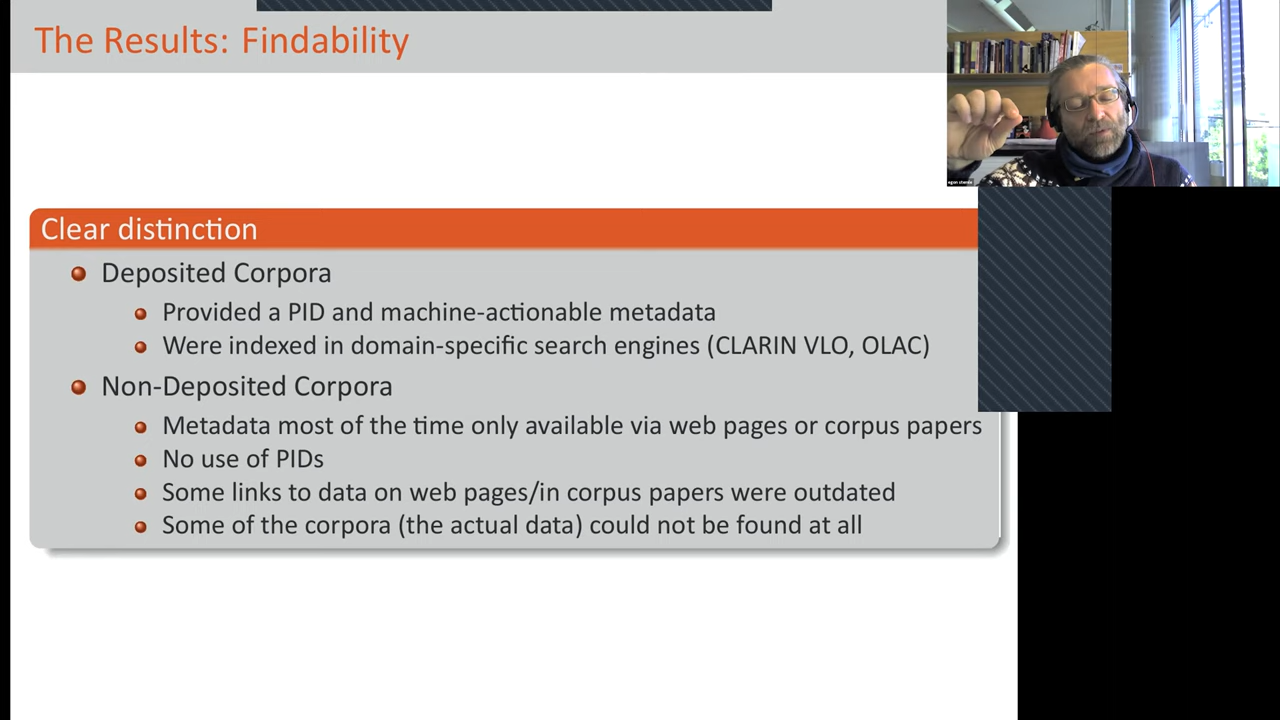 The Results: Findability
Clear distinction
Deposited Corpora
Provided a PID and machine-actionable metadata
Were indexed in domain-specific search engines (CLARIN VLO, OLAC)
Non-Deposited Corpora
Metadata most of the time only available via web pages or corpus papers
No use of PIDs
Some links to data on web pages/in corpus papers were outdated
Some of the corpora (the actual data) could not be found at all